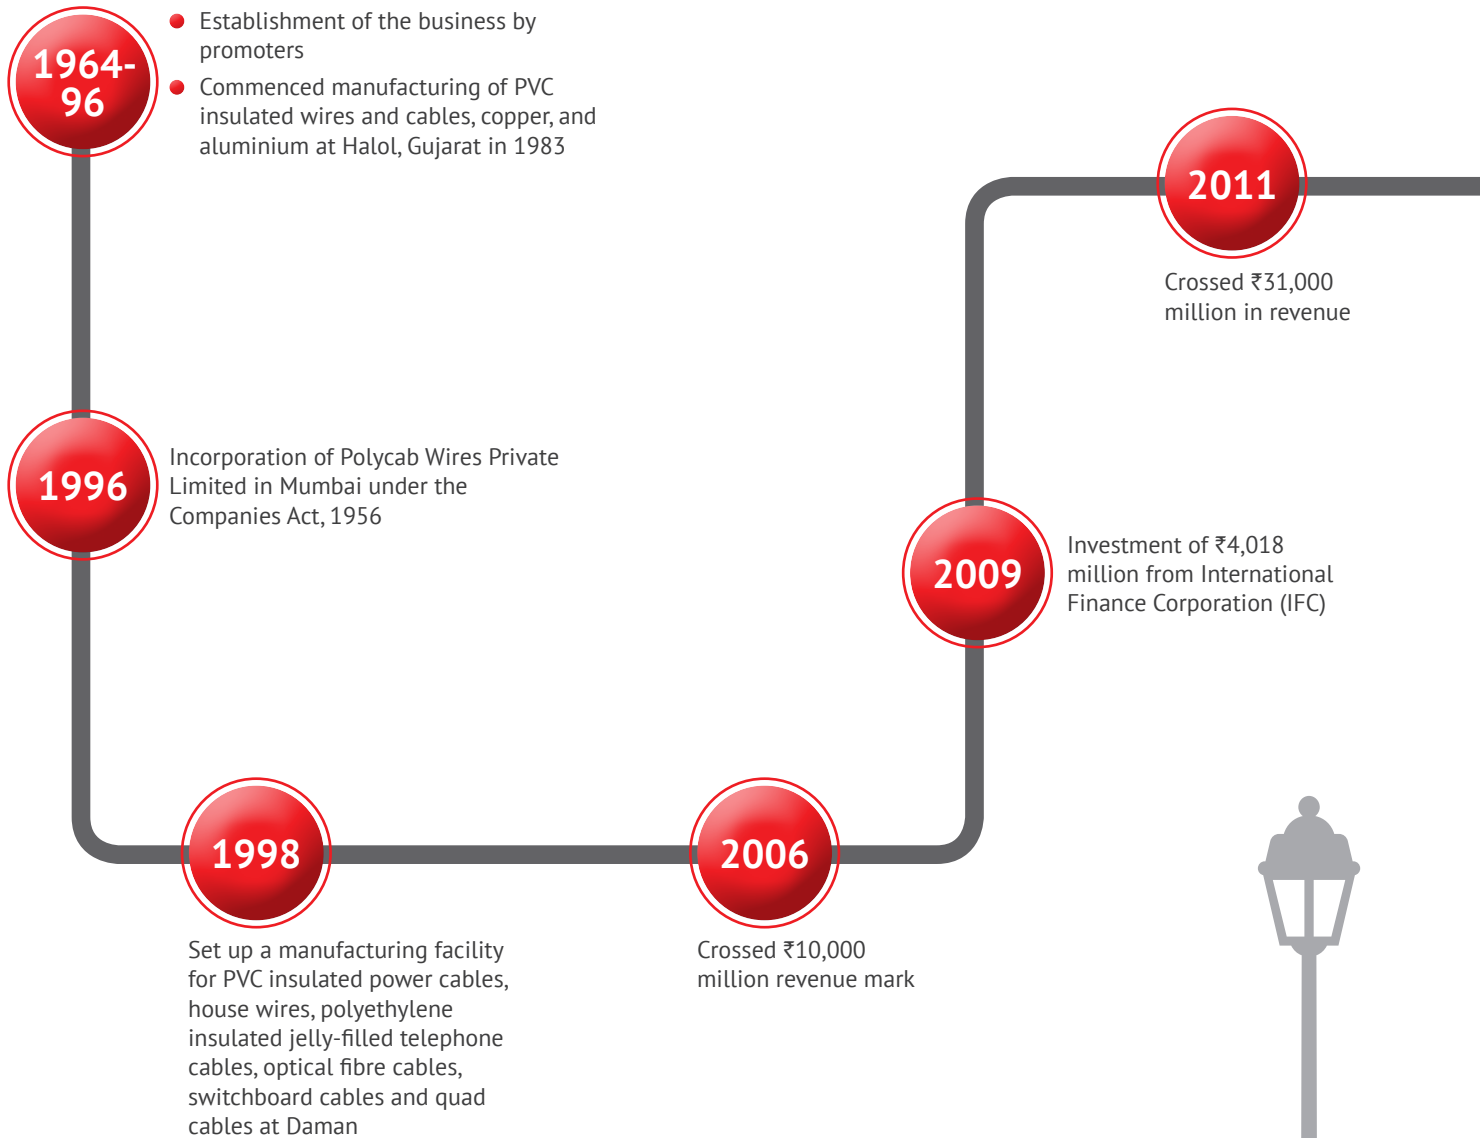 1964-
96
Establishment of the business by
promoters
Commenced manufacturing of PVC
insulated wires and cables, copper, and
aluminium at Halol, Gujarat in 1983
1996
Incorporation of Polycab Wires Private
Limited in Mumbai under the
Companies Act, 1956
1998
Set up a manufacturing facility
for PVC insulated power cables,
house wires, polyethylene
insulated jelly-filled telephone
cables, optical fibre cables,
switchboard cables and quad
cables at Daman
2006
Crossed ₹10,000
million revenue mark
2009
Investment of ₹4,018
million from International
Finance Corporation (IFC)
2011
Crossed ₹31,000
million in revenue